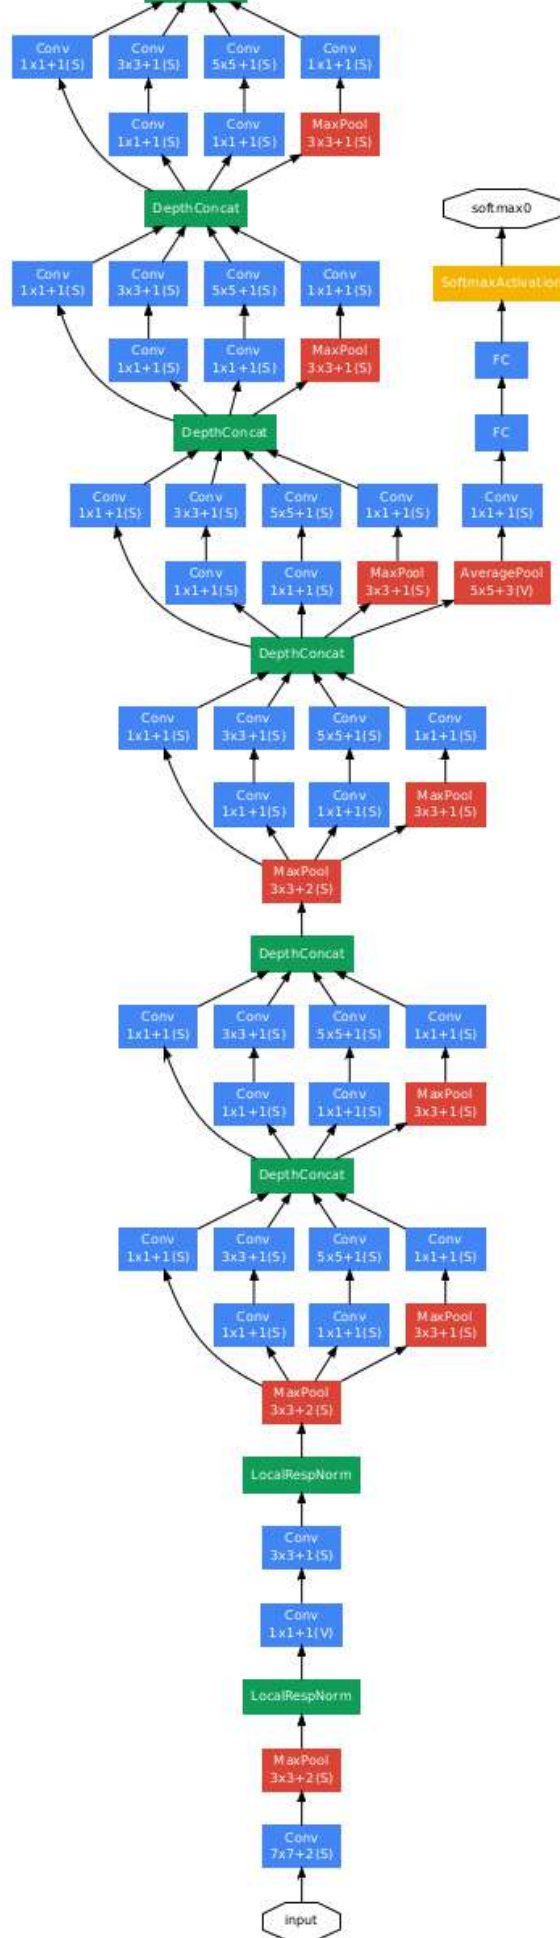 Conv Conv Conv Conv
1x1+1(S) 3x3+1(S) 5x5+1(S) 1x1+1(S)
Conv Conv MaxPool
1x1+1(S) 1x1+1(S) 3x3+1(S)
DepthConcat softmax0
Conv Conv Conv Conv SoftmaxActivation
1x1+1(S) 3x3+1(S) 5x5+1(S) 1x1+1(S)
Conv Conv MaxPool FC
1x1+1(S) 1x1+1(S) 3x3+1(S)
DepthConcat FC
Conv Conv Conv Conv Conv
1x1+1(S) 3x3+1(S) 5x5+1(S) 1x1+1(S) 1x1+1(S)
Conv Conv MaxPool AveragePool
1x1+1(S) 1x1+1(S) 3x3+1(S) 5x5+3(V)
DepthConcat
Conv Conv Conv Conv
1x1+1(S) 3x3+1(S) 5x5+1(S) 1x1+1(S)
Conv Conv MaxPool
1x1+1(S) 1x1+1(S) 3x3+1(S)
MaxPool
3x3+2(S)
DepthConcat
Conv Conv Conv Conv
1x1+1(S) 3x3+1(S) 5x5+1(S) 1x1+1(S)
Conv Conv MaxPool
1x1+1(S) 1x1+1(S) 3x3+1(S)
DepthConcat
Conv Conv Conv Conv
1x1+1(S) 3x3+1(S) 5x5+1(S) 1x1+1(S)
Conv Conv MaxPool
1x1+1(S) 1x1+1(S) 3x3+1(S)
MaxPool
3x3+2(S)
LocalRespNorm
Conv
3x3+1(S)
Conv
1x1+1(V)
LocalRespNorm
MaxPool
3x3+2(S)
Conv
7x7+2(S)
input